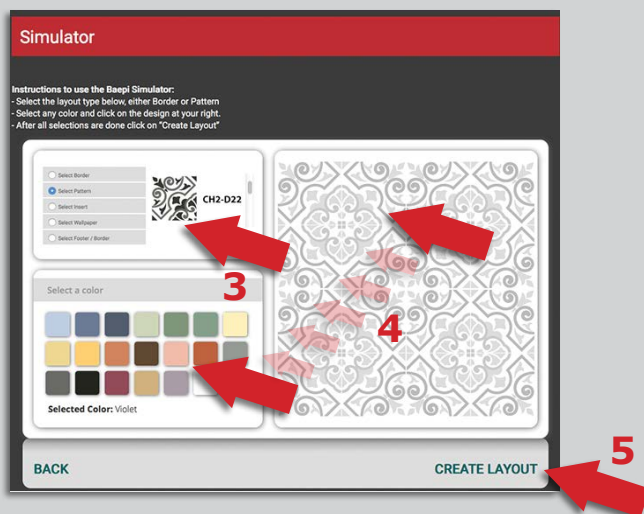 Simulator
Instructions to use the Baepi Simulator:
- Select the layout type below, either Border or Pattern
- Select any color and click on the design at your right.
- After all selections are done click on "Create Layout"
Select Border
Select Pattern
Select Insert
Select Wallpaper
Select Footer / Border
CH2-D22
3
Select a color
4
Selected Color: Violet
BACK
CREATE LAYOUT
5